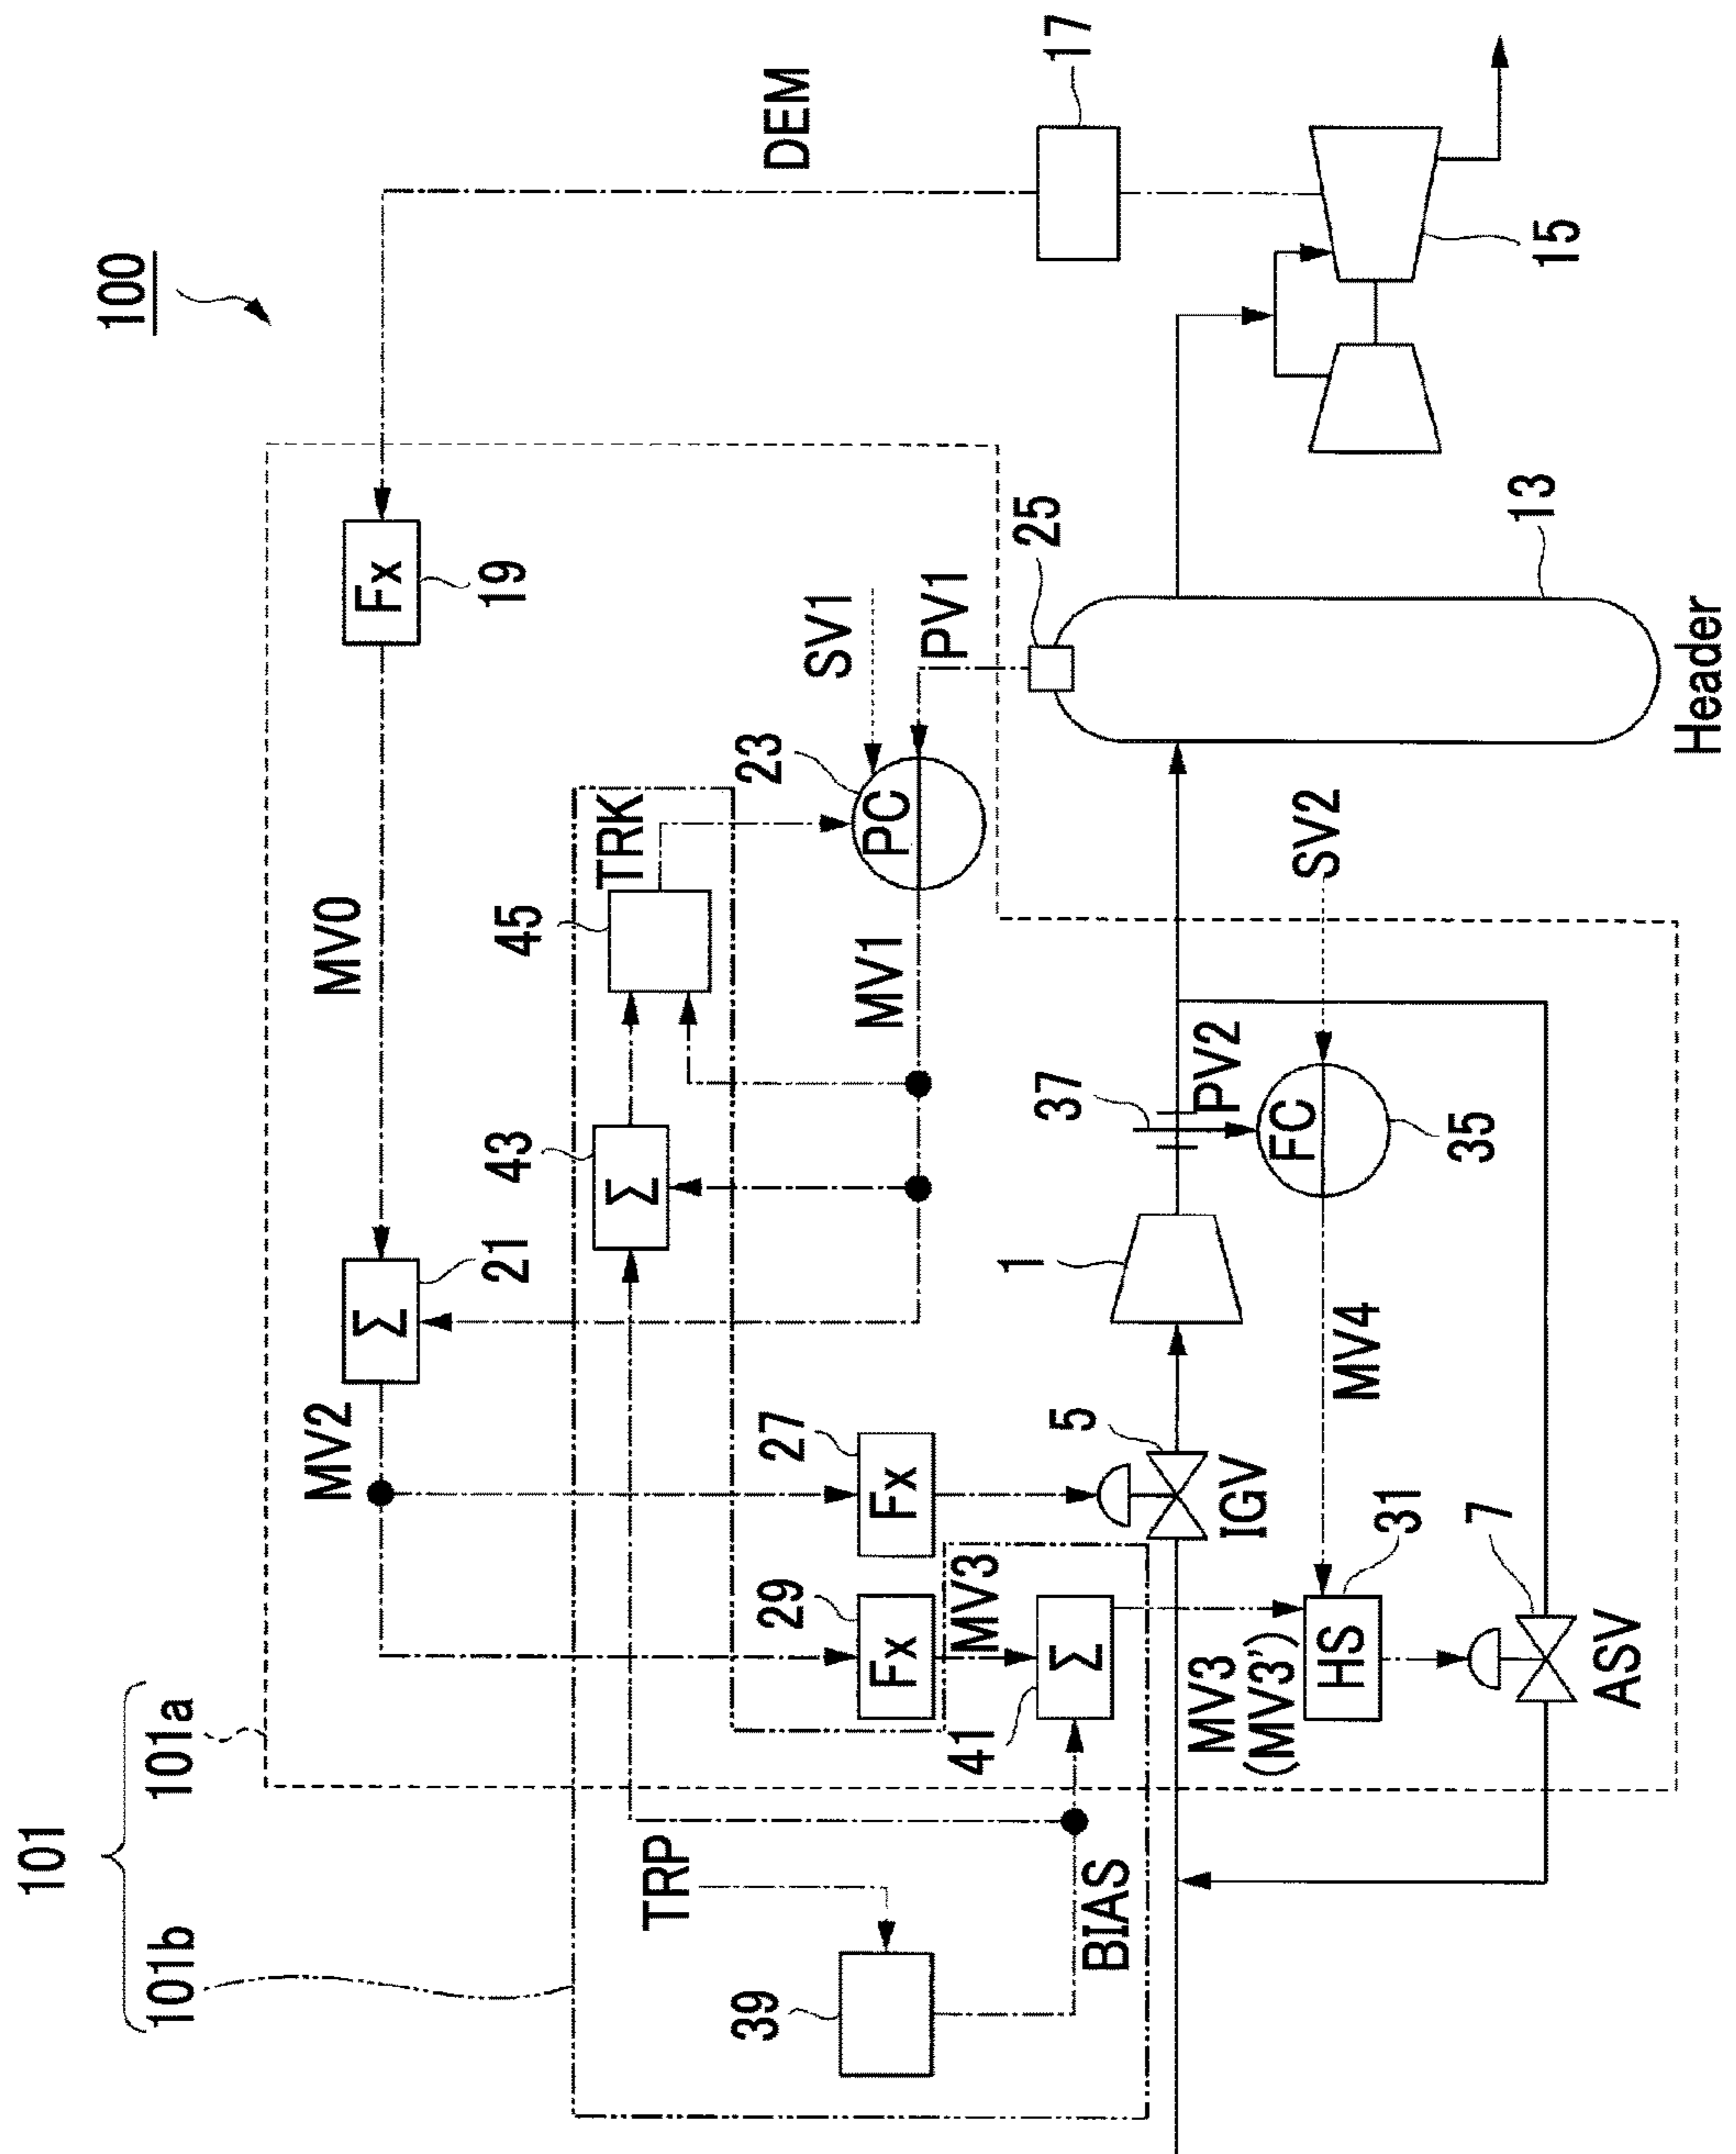 100
101
101b
101a
MV2
MV0
DEM
17
Σ
21
Fx
19
TRP
39
BIAS
43
Σ
45
TRK
23
PC
SV1
PV1
25
MV1
29
Fx
27
Fx
MV3
41
Σ
5
IGV
1
37
PV2
MV3
(MV3')
HS
31
MV4
FC
35
SV2
7
ASV
13
Header
15